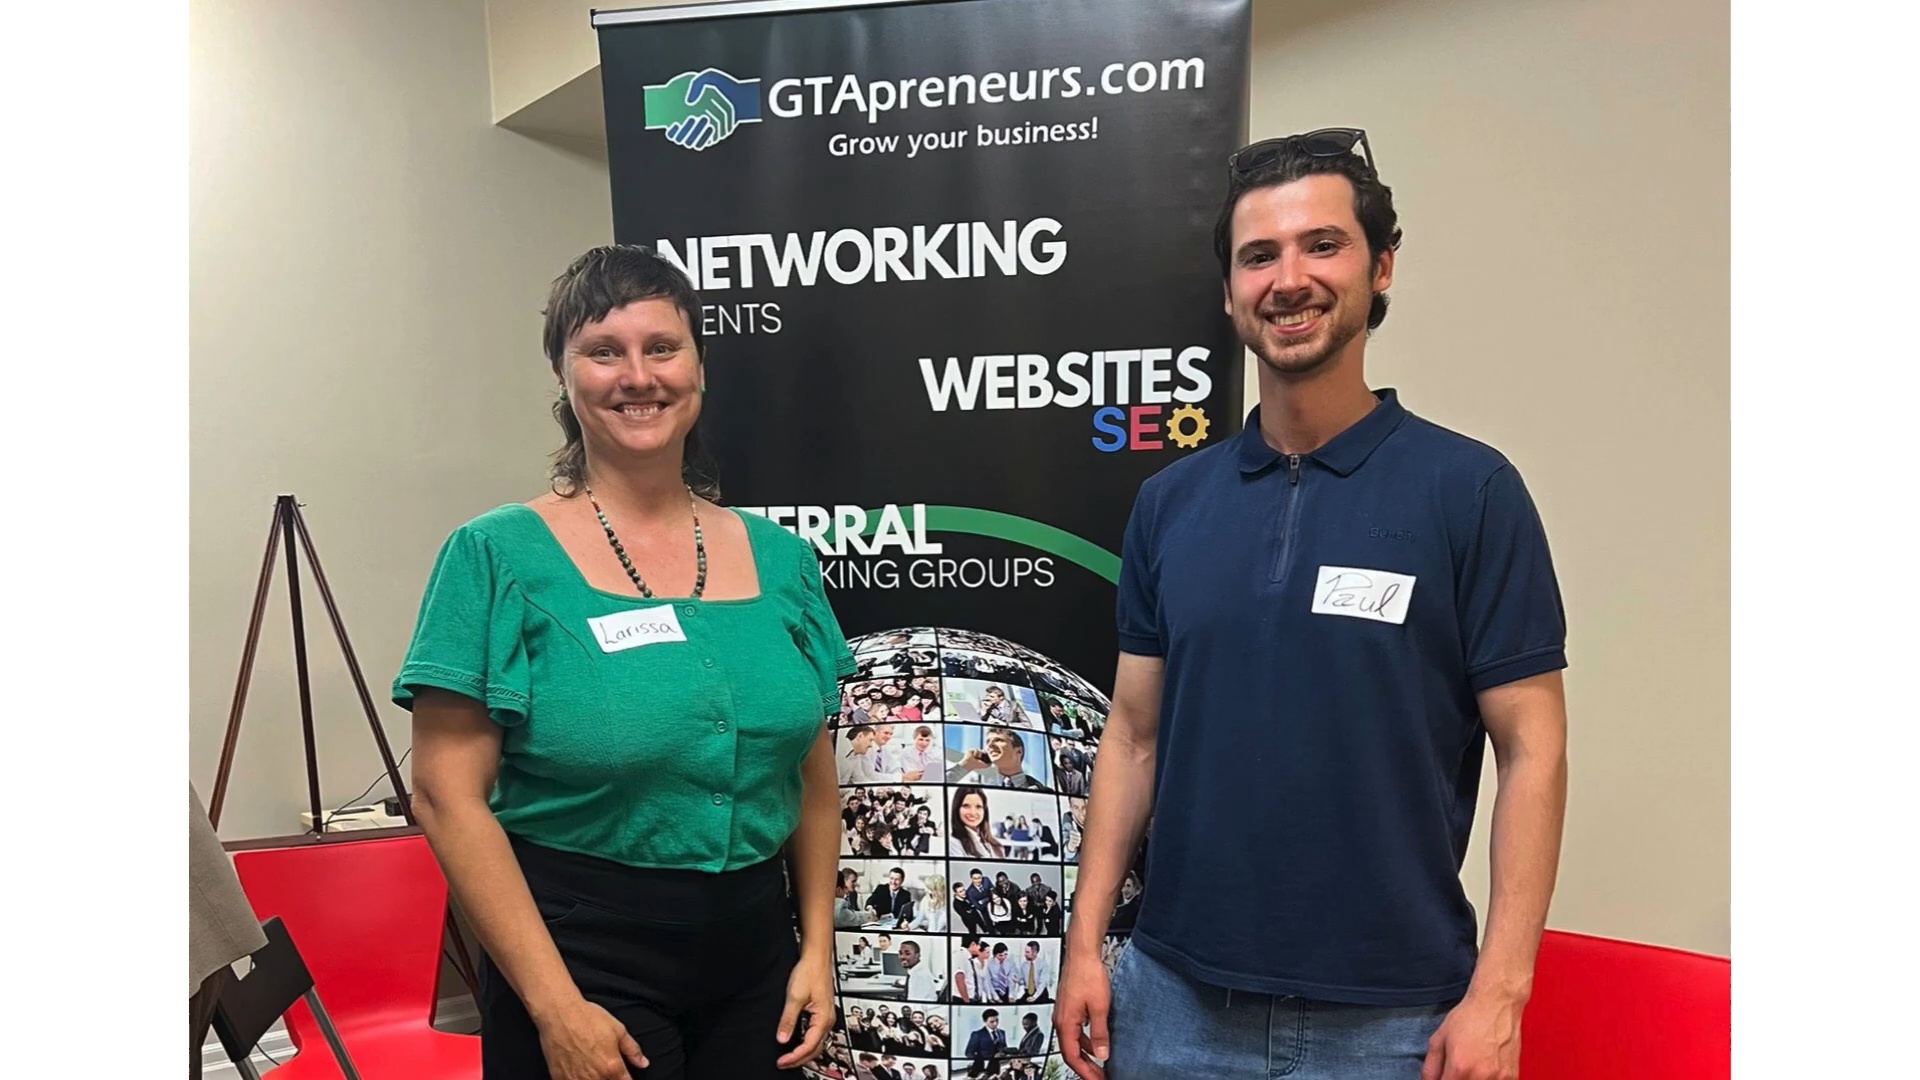 GTApreneurs.com
Grow your business!
NETWORKING
ENTS
WEBSITES
SEO
ERRAL
KING GROUPS
Larissa
Paul